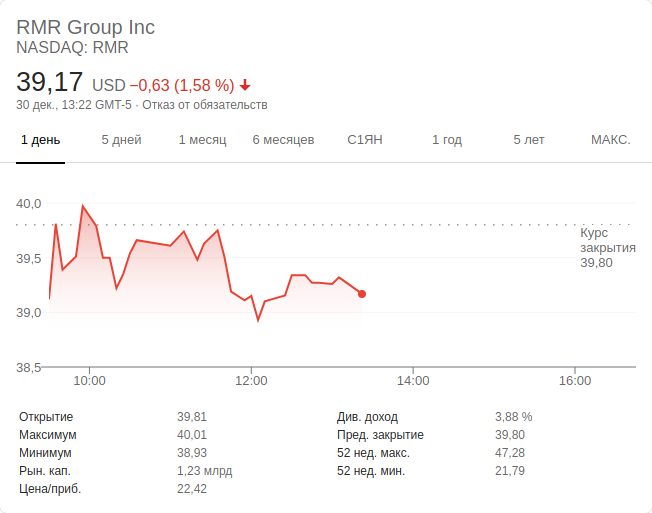 RMR Group Inc
NASDAQ: RMR
39,17 USD −0,63 (1,58 %)
30 дек., 13:22 GMT-5 · Отказ от обязательств
1 день 5 дней 1 месяц 6 месяцев С1ЯН 1 год 5 лет МАКС.
40,0
39,5
39,0
38,5
Курс
закрытия
39,80
10:00 12:00 14:00 16:00
Открытие 39,81 Див. доход 3,88 %
Максимум 40,01 Пред. закрытие 39,80
Минимум 38,93 52 нед. макс. 47,28
Рын. кап. 1,23 млрд 52 нед. мин. 21,79
Цена/приб. 22,42